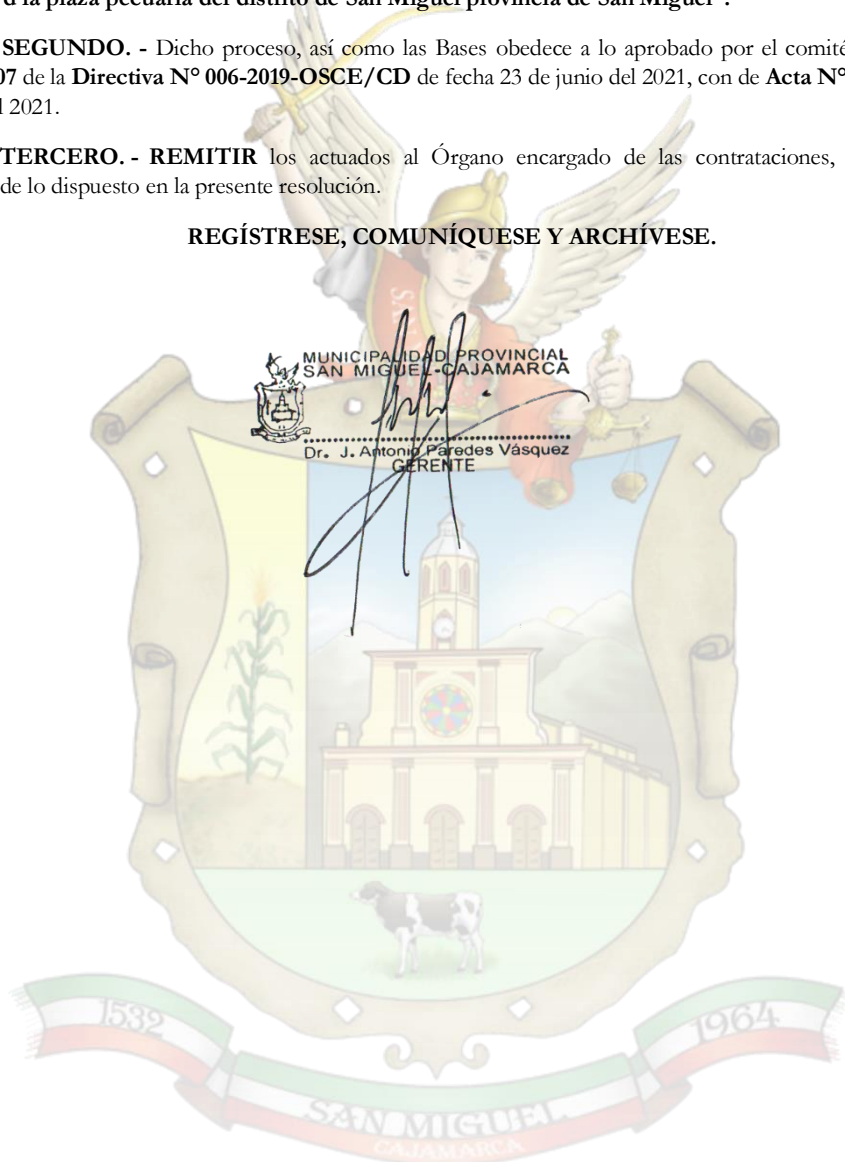 d la plaza pecuaria del distrito de San Miguel provincia de San Miguel".
SEGUNDO. - Dicho proceso, así como las Bases obedece a lo aprobado por el comité
07 de la Directiva N° 006-2019-OSCE/CD de fecha 23 de junio del 2021, con de Acta N°
l 2021.
TERCERO. - REMITIR los actuados al Órgano encargado de las contrataciones,
de lo dispuesto en la presente resolución.
REGÍSTRESE, COMUNÍQUESE Y ARCHÍVESE.
MUNICIPALIDAD PROVINCIAL
SAN MIGUEL-CAJAMARCA
Dr. J. Antonio Paredes Vásquez
GERENTE
1532
1964
SAN MIGUEL
CAJAMARCA